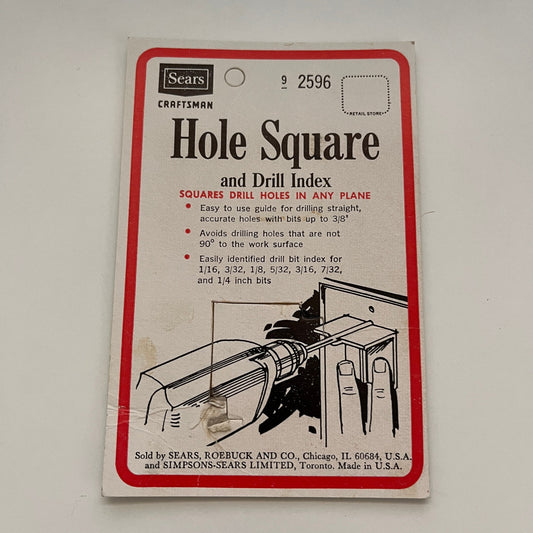 Sears
CRAFTSMAN
9 2596
RETAIL STORE
Hole Square
and Drill Index
SQUARES DRILL HOLES IN ANY PLANE
• Easy to use guide for drilling straight,
accurate holes with bits up to 3/8"
• Avoids drilling holes that are not
90° to the work surface
• Easily identified drill bit index for
1/16, 3/32, 1/8, 5/32, 3/16, 7/32,
and 1/4 inch bits
Sold by SEARS, ROEBUCK AND CO., Chicago, IL 60684, U.S.A.
and SIMPSONS-SEARS LIMITED, Toronto. Made in U.S.A.